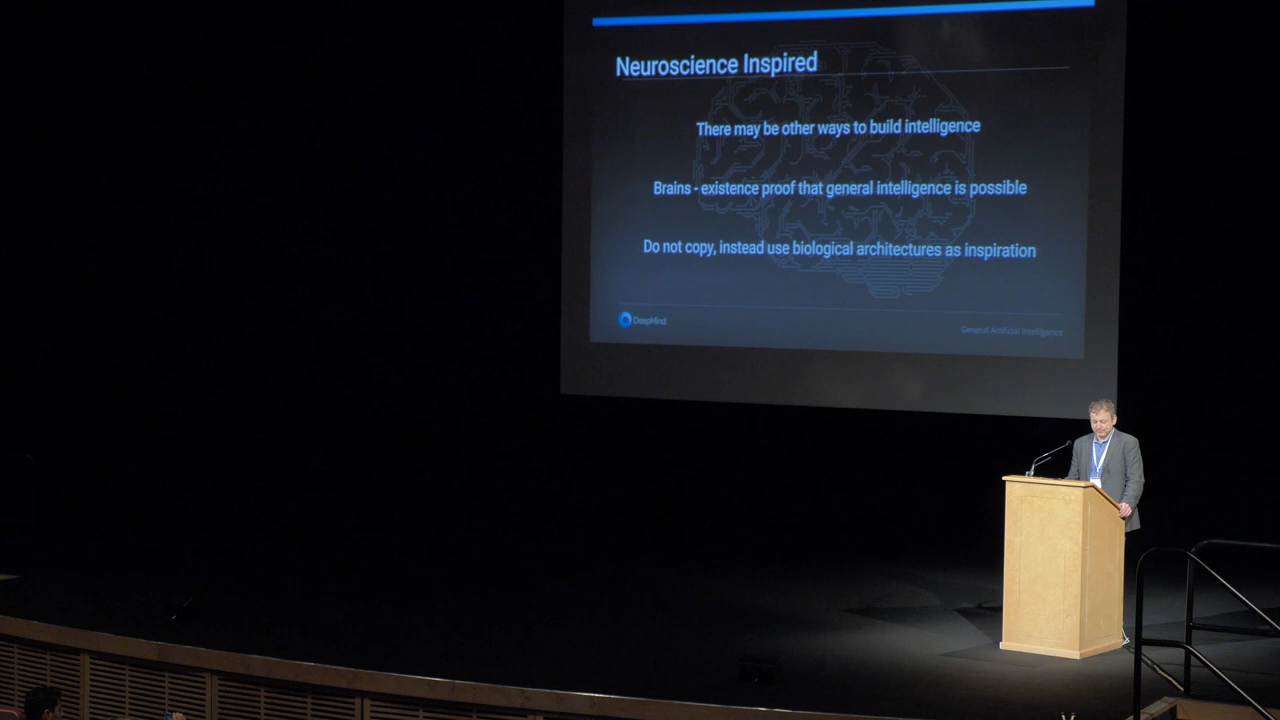 Neuroscience Inspired
There may be other ways to build intelligence
Brains - existence proof that general intelligence is possible
Do not copy, instead use biological architectures as inspiration
DeepMind
General Artificial Intelligence